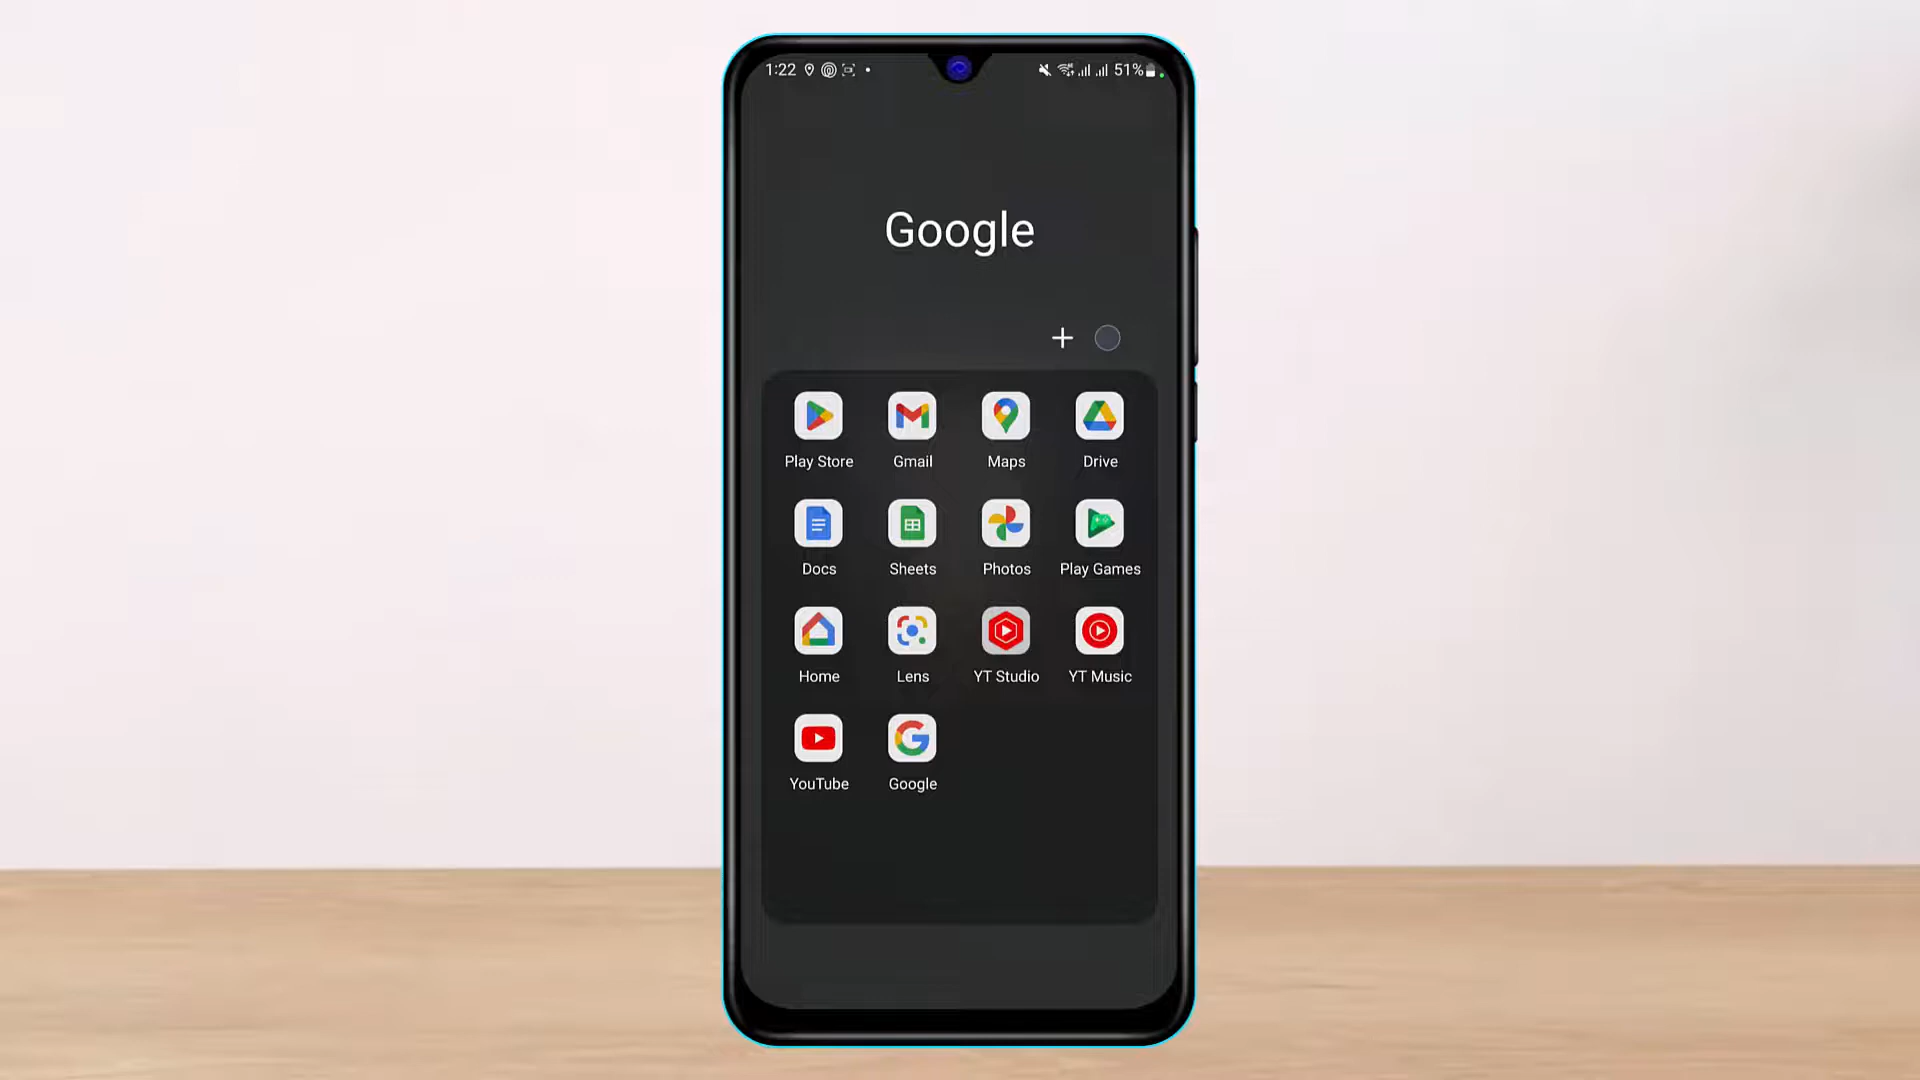 1:22
51%
Google
Play Store Gmail Maps Drive
Docs Sheets Photos Play Games
Home Lens YT Studio YT Music
YouTube Google